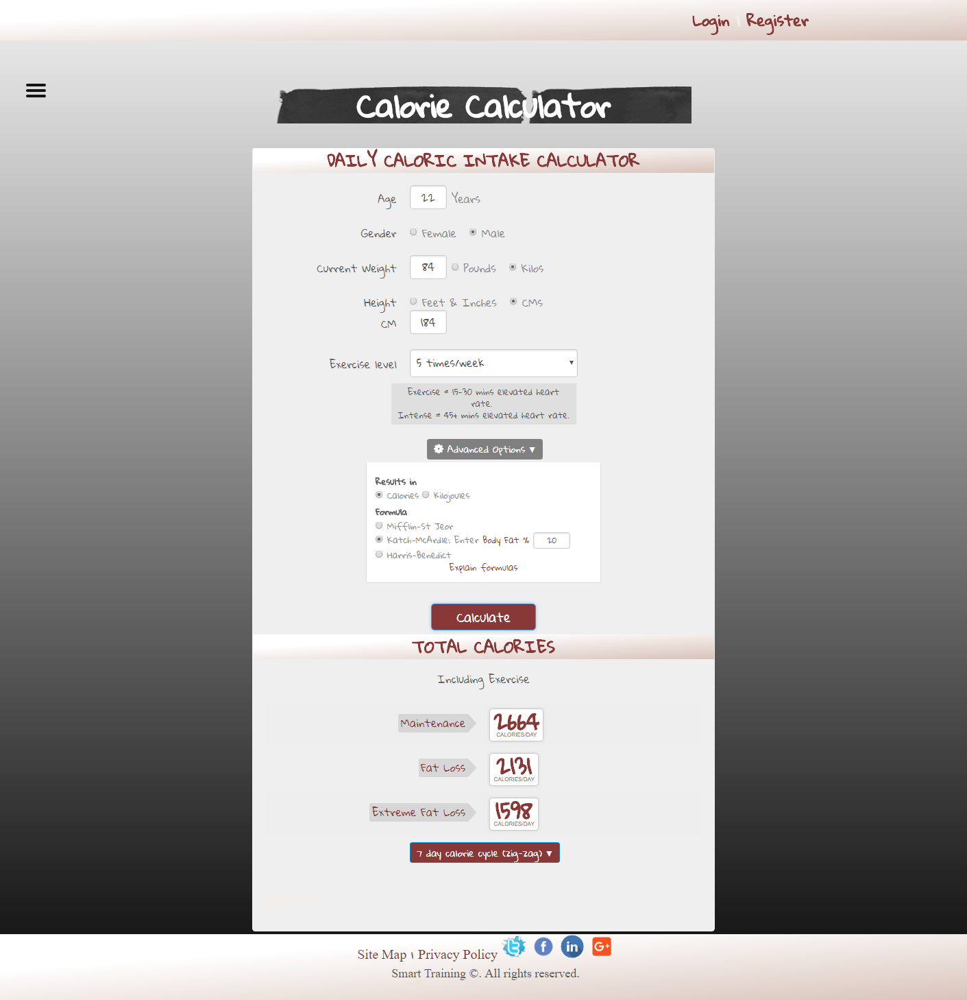 Login | Register
Calorie Calculator
DAILY CALORIC INTAKE CALCULATOR
Age 22 Years
Gender Female Male
Current Weight 84 Pounds Kilos
Height Feet & Inches CMs
CM 184
Exercise level 5 times/week
Exercise = 15-30 mins elevated heart
rate.
Intense = 45+ mins elevated heart rate.
Advanced Options ▼
Results in
Calories Kilojoules
Formula
Mifflin-St Jeor
Katch-McArdle: Enter Body Fat % 20
Harris-Benedict
Explain formulas
Calculate
TOTAL CALORIES
Including Exercise
Maintenance 2664
CALORIES/DAY
Fat Loss 2131
CALORIES/DAY
Extreme Fat Loss 1598
CALORIES/DAY
7 day calorie cycle (zig-zag) ▼
Site Map | Privacy Policy
Smart Training ©. All rights reserved.